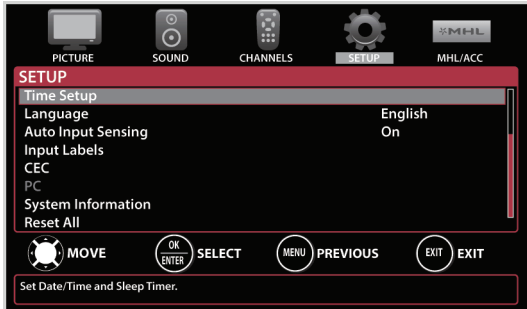 MHL
PICTURE SOUND CHANNELS SETUP MHL/ACC
SETUP
Time Setup
Language English
Auto Input Sensing On
Input Labels
CEC
PC
System Information
Reset All
MOVE OK ENTER SELECT MENU PREVIOUS EXIT EXIT
Set Date/Time and Sleep Timer.